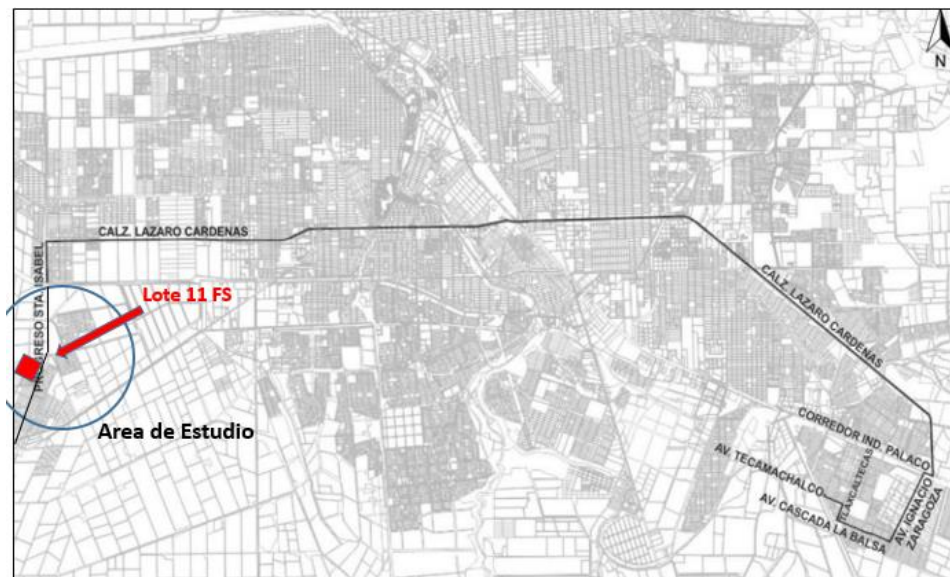 N
CALZ. LAZARO CARDENAS
PROGRESO STA. ISABEL
CALZ. LAZARO CARDENAS
Lote 11 FS
Area de Estudio
CORREDOR IND. PALACO
AV. TECAMACHALCO
TLAXCALTECAS
AV. IGNACIO
ZARAGOZA
AV. CASCADA LA BALSA